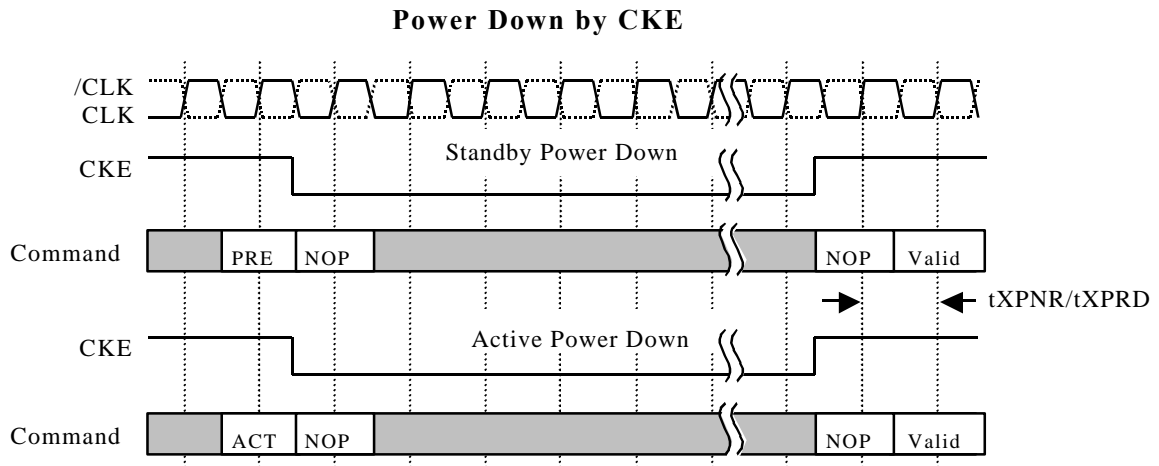 Power Down by CKE
/CLK
CLK
CKE
Standby Power Down
Command
PRE NOP NOP Valid
tXPNR/tXPRD
CKE
Active Power Down
Command
ACT NOP NOP Valid